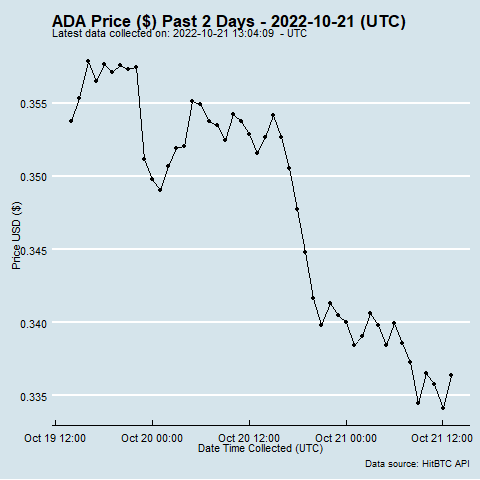 ADA Price ($) Past 2 Days - 2022-10-21 (UTC)
Latest data collected on: 2022-10-21 13:04:09 - UTC
Price USD ($)
0.355
0.350
0.345
0.340
0.335
Oct 19 12:00 Oct 20 00:00 Oct 20 12:00 Oct 21 00:00 Oct 21 12:00
Date Time Collected (UTC)
Data source: HitBTC API